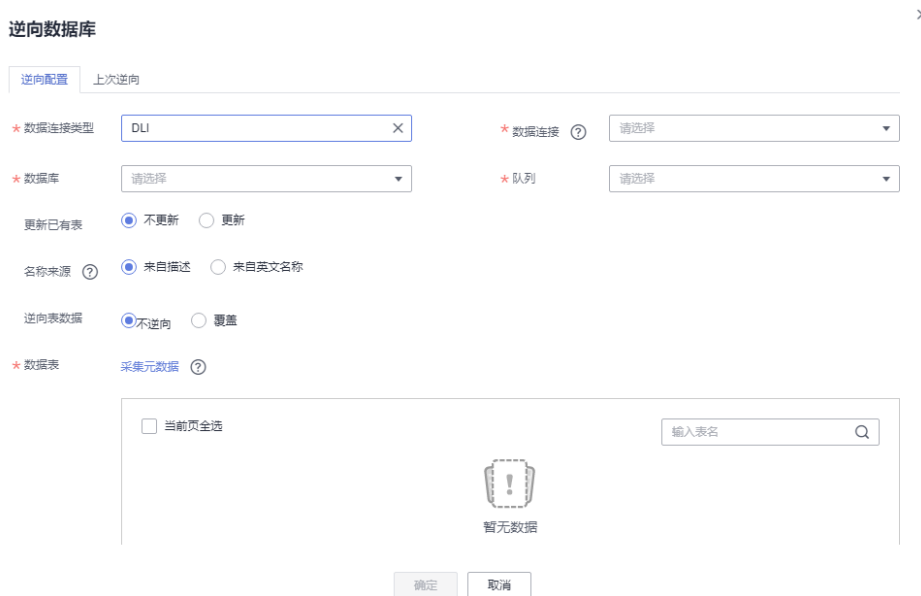 逆向数据库
逆向配置 上次逆向
* 数据连接类型 DLI * 数据连接 ? 请选择
* 数据库 请选择 * 队列 请选择
更新已有表 不更新 更新
名称来源 ? 来自描述 来自英文名称
逆向表数据 不逆向 覆盖
* 数据表 采集元数据 ?
当前页全选 输入表名
暂无数据
确定 取消